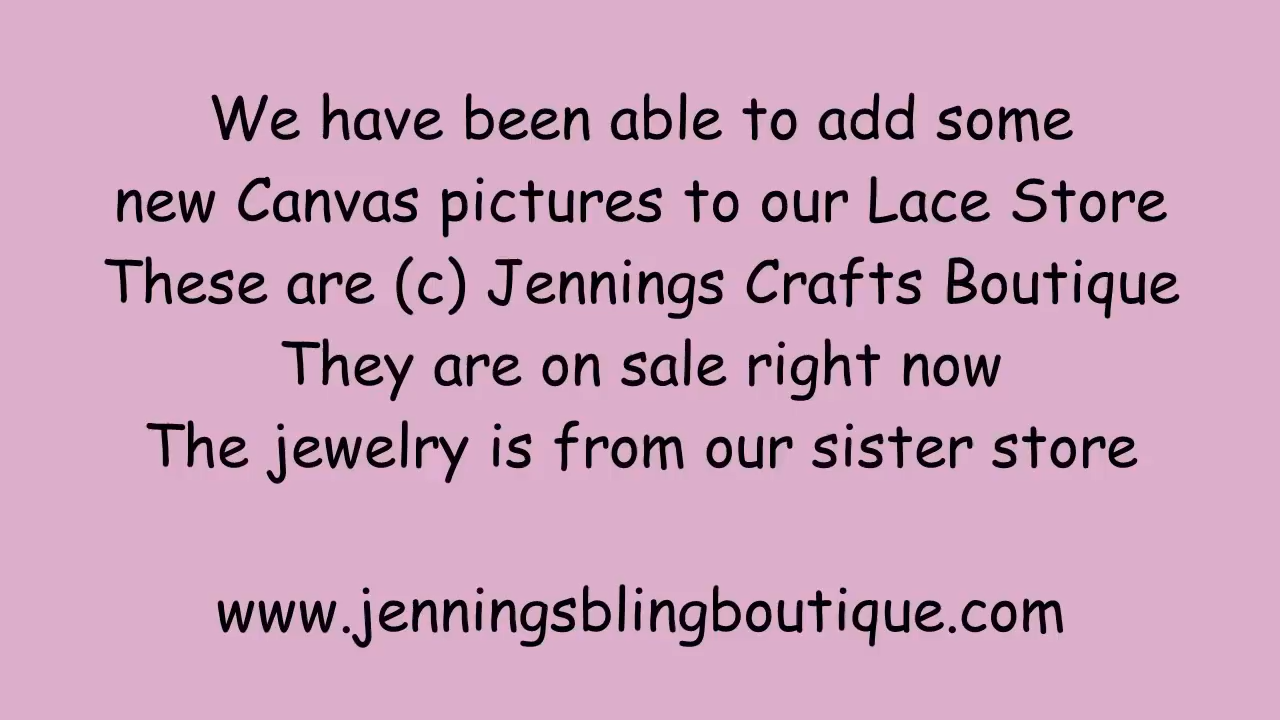 We have been able to add some
new Canvas pictures to our Lace Store
These are (c) Jennings Crafts Boutique
They are on sale right now
The jewelry is from our sister store
www.jenningsblingboutique.com